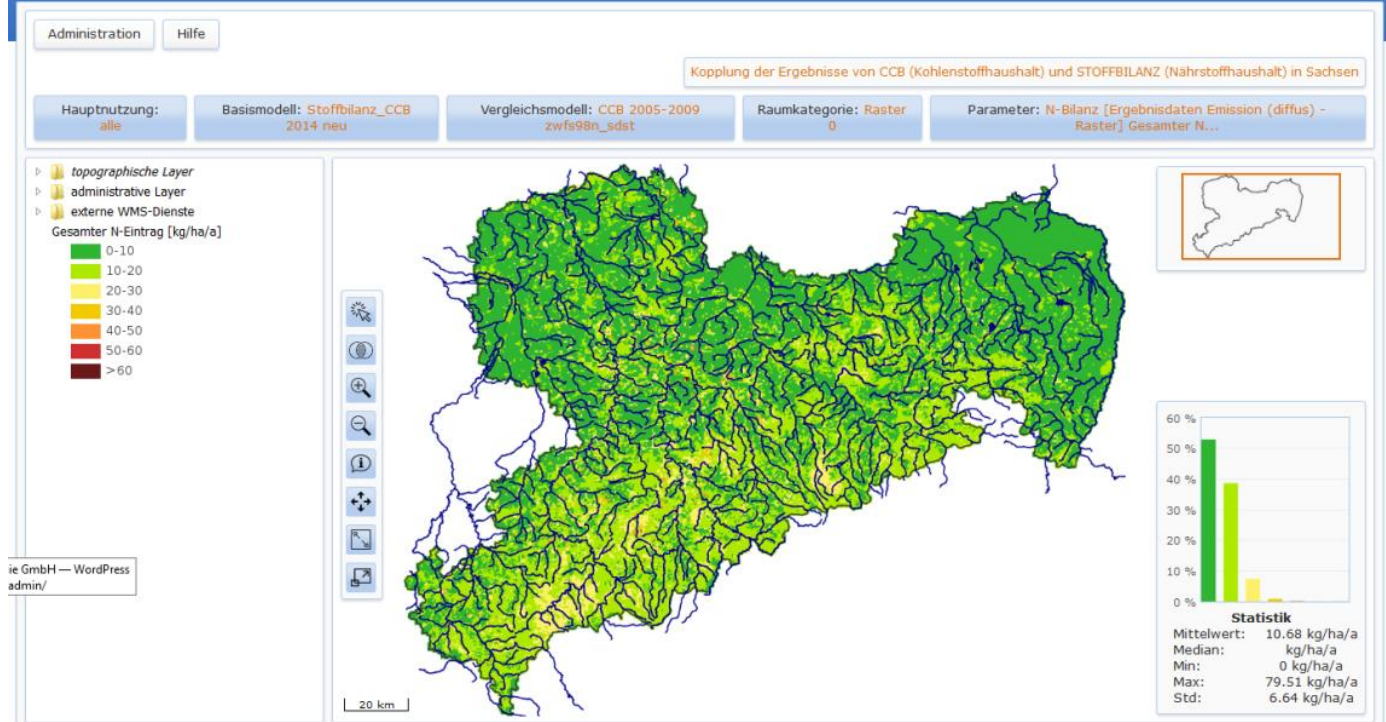 Administration
Hilfe
Kopplung der Ergebnisse von CCB (Kohlenstoffhaushalt) und STOFFBILANZ (Nährstoffhaushalt) in Sachsen
Hauptnutzung:
alle
Basismodell: Stoffbilanz_CCB
2014 neu
Vergleichsmodell: CCB 2005-2009
zwfs98n_sdst
Raumkategorie: Raster
0
Parameter: N-Bilanz [Ergebnisdaten Emission (diffus) -
Raster] Gesamter N...
topographische Layer
administrative Layer
externe WMS-Dienste
Gesamter N-Eintrag [kg/ha/a]
0-10
10-20
20-30
30-40
40-50
50-60
>60
ie GmbH — WordPress
admin/
20 km
60 %
50 %
40 %
30 %
20 %
10 %
0 %
Statistik
Mittelwert: 10.68 kg/ha/a
Median: kg/ha/a
Min: 0 kg/ha/a
Max: 79.51 kg/ha/a
Std: 6.64 kg/ha/a